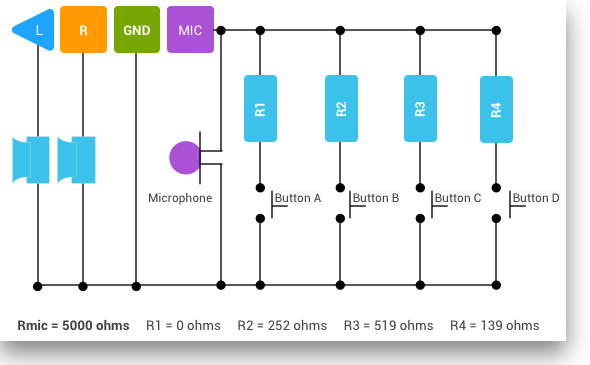 L R GND MIC
R1 R2 R3 R4
Microphone Button A Button B Button C Button D
Rmic = 5000 ohms R1 = 0 ohms R2 = 252 ohms R3 = 519 ohms R4 = 139 ohms